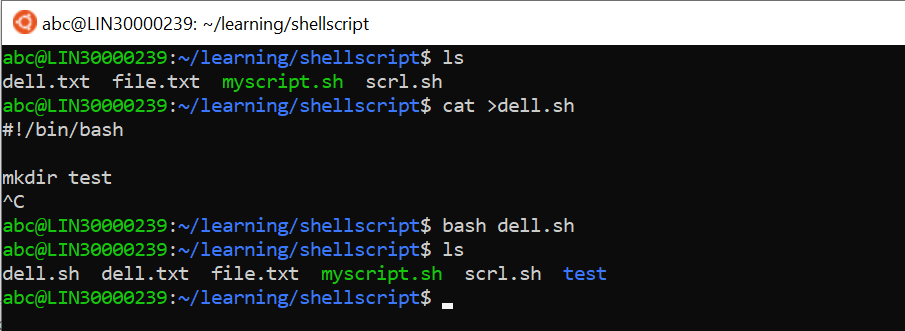 abc@LIN30000239: ~/learning/shellscript
abc@LIN30000239:~/learning/shellscript$ ls
dell.txt  file.txt  myscript.sh  scrl.sh
abc@LIN30000239:~/learning/shellscript$ cat >dell.sh
#!/bin/bash
mkdir test
^C
abc@LIN30000239:~/learning/shellscript$ bash dell.sh
abc@LIN30000239:~/learning/shellscript$ ls
dell.sh  dell.txt  file.txt  myscript.sh  scrl.sh  test
abc@LIN30000239:~/learning/shellscript$